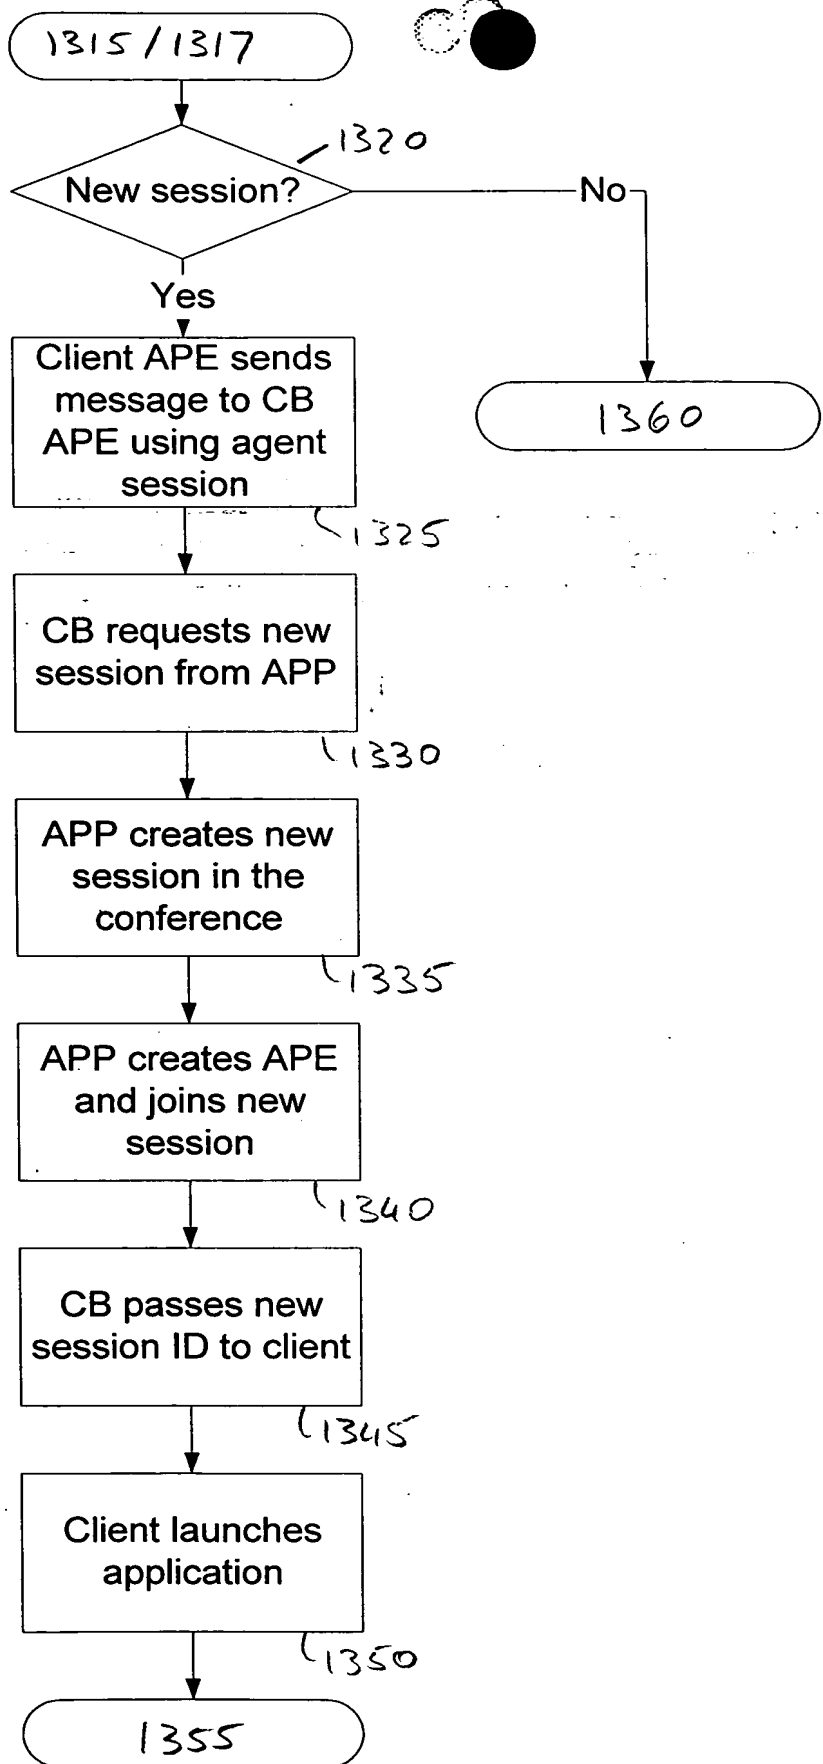 1315/1317
1320
New session?
No
Yes
Client APE sends
message to CB
APE using agent
session
1360
1325
CB requests new
session from APP
1330
APP creates new
session in the
conference
1335
APP creates APE
and joins new
session
1340
CB passes new
session ID to client
1345
Client launches
application
1350
1355